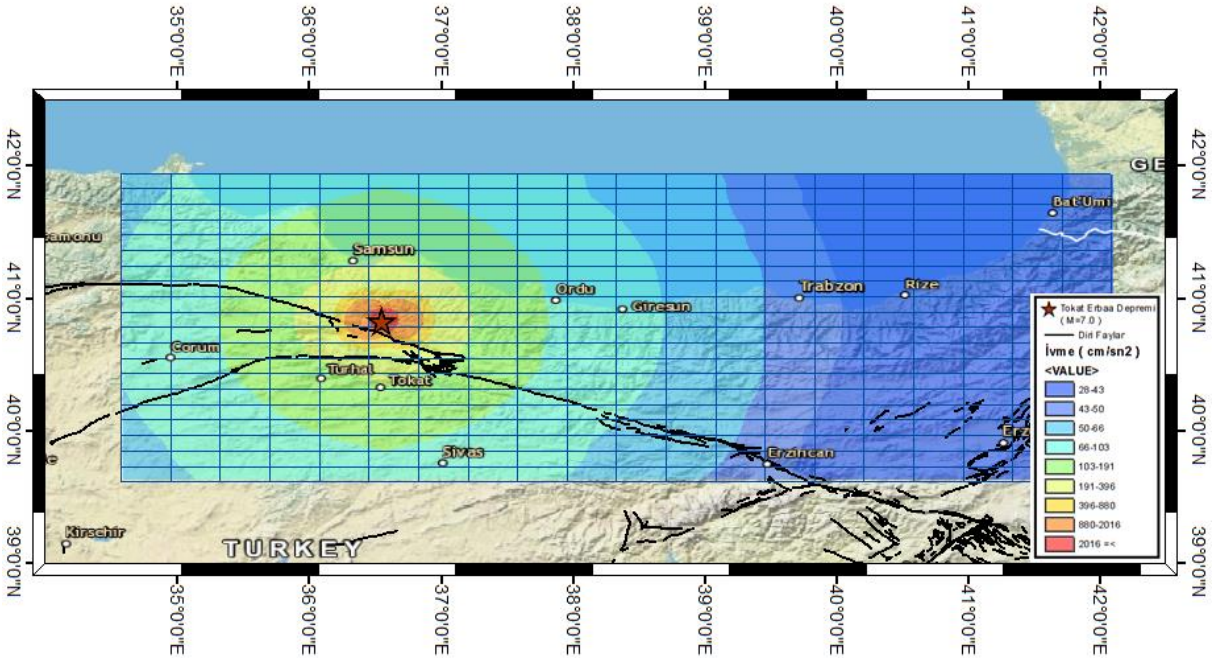 35°0'0"E
36°0'0"E
37°0'0"E
38°0'0"E
39°0'0"E
40°0'0"E
41°0'0"E
42°0'0"E
42°0'0"N
42°0'0"N
GE
Bat'Umi
amonu
Samsun
41°0'0"N
Ordu
Giresun
Trabzon
Rize
41°0'0"N
Tokat Erbaa Depremi
( M=7.0 )
Diri Faylar
İvme ( cm/sn2 )
<VALUE>
28-43
43-50
50-66
66-103
103-191
191-396
396-880
880-2016
2016 =<
Corum
Turhal
Tokat
40°0'0"N
40°0'0"N
e
Sivas
Erzincan
Erz
Kirschir
TURKEY
39°0'0"N
39°0'0"N
35°0'0"E
36°0'0"E
37°0'0"E
38°0'0"E
39°0'0"E
40°0'0"E
41°0'0"E
42°0'0"E